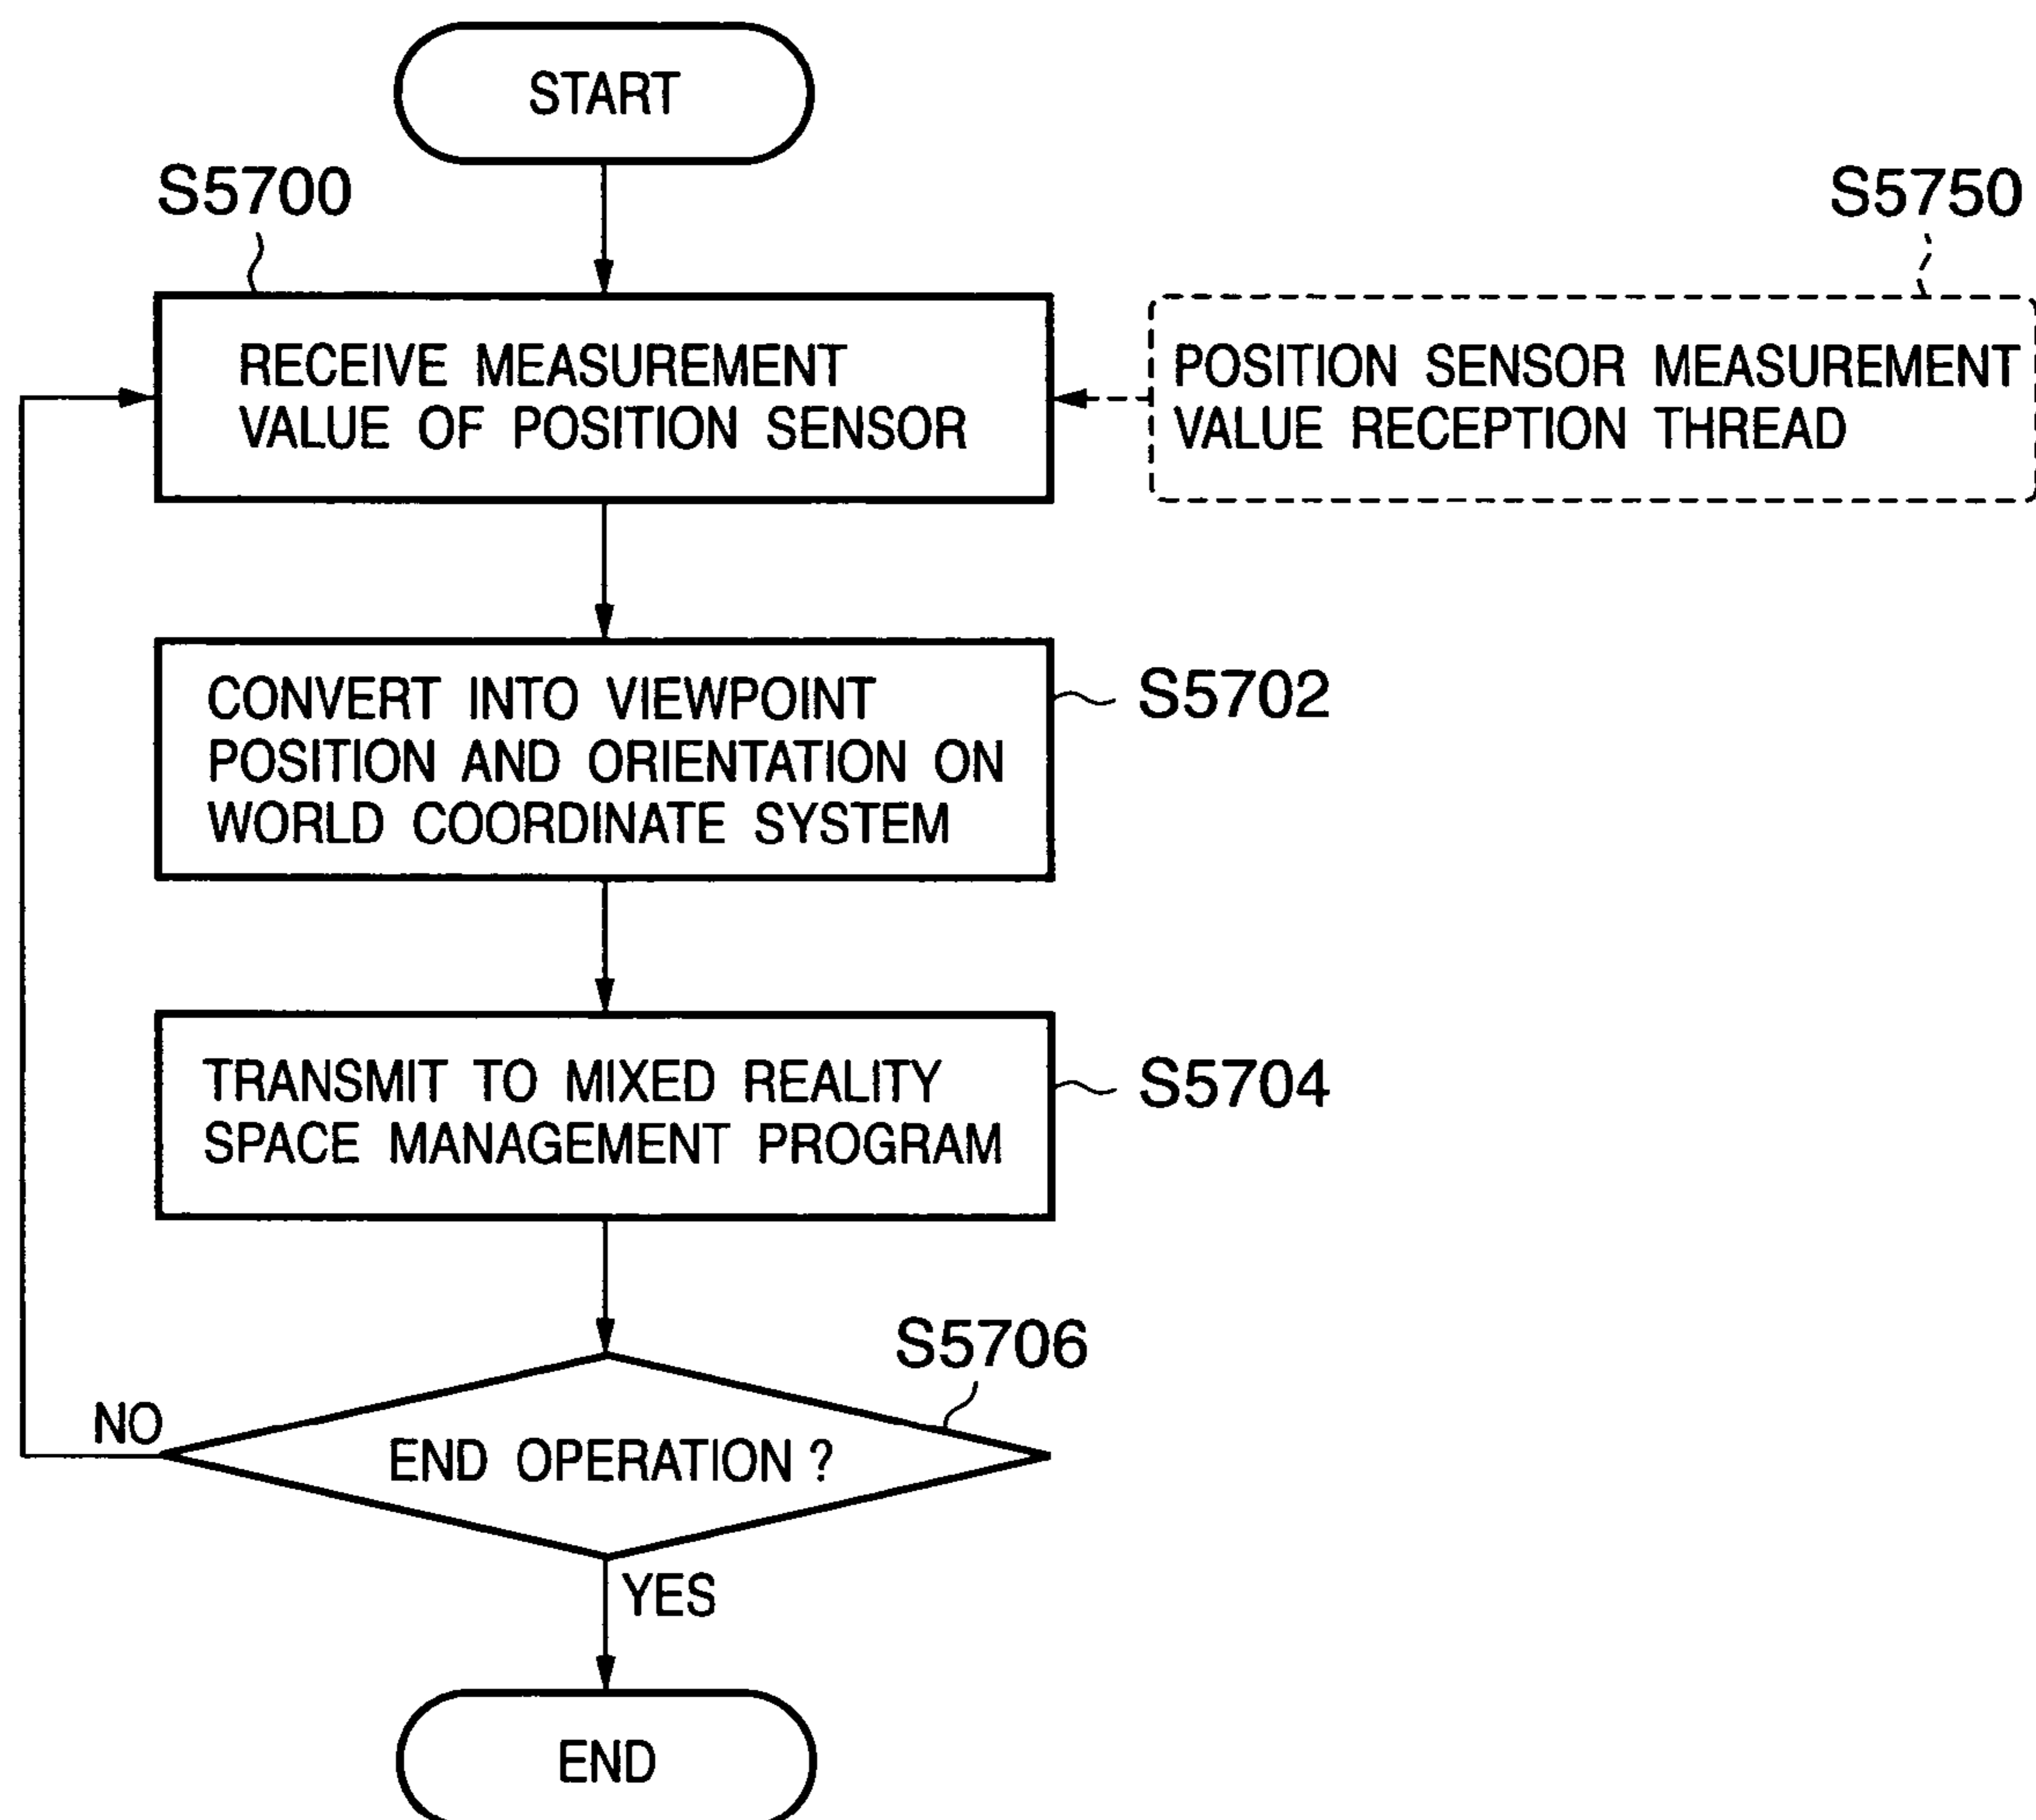 START
S5700
S5750
RECEIVE MEASUREMENT
VALUE OF POSITION SENSOR
POSITION SENSOR MEASUREMENT
VALUE RECEPTION THREAD
CONVERT INTO VIEWPOINT
POSITION AND ORIENTATION ON
WORLD COORDINATE SYSTEM
S5702
TRANSMIT TO MIXED REALITY
SPACE MANAGEMENT PROGRAM
S5704
S5706
NO
END OPERATION ?
YES
END